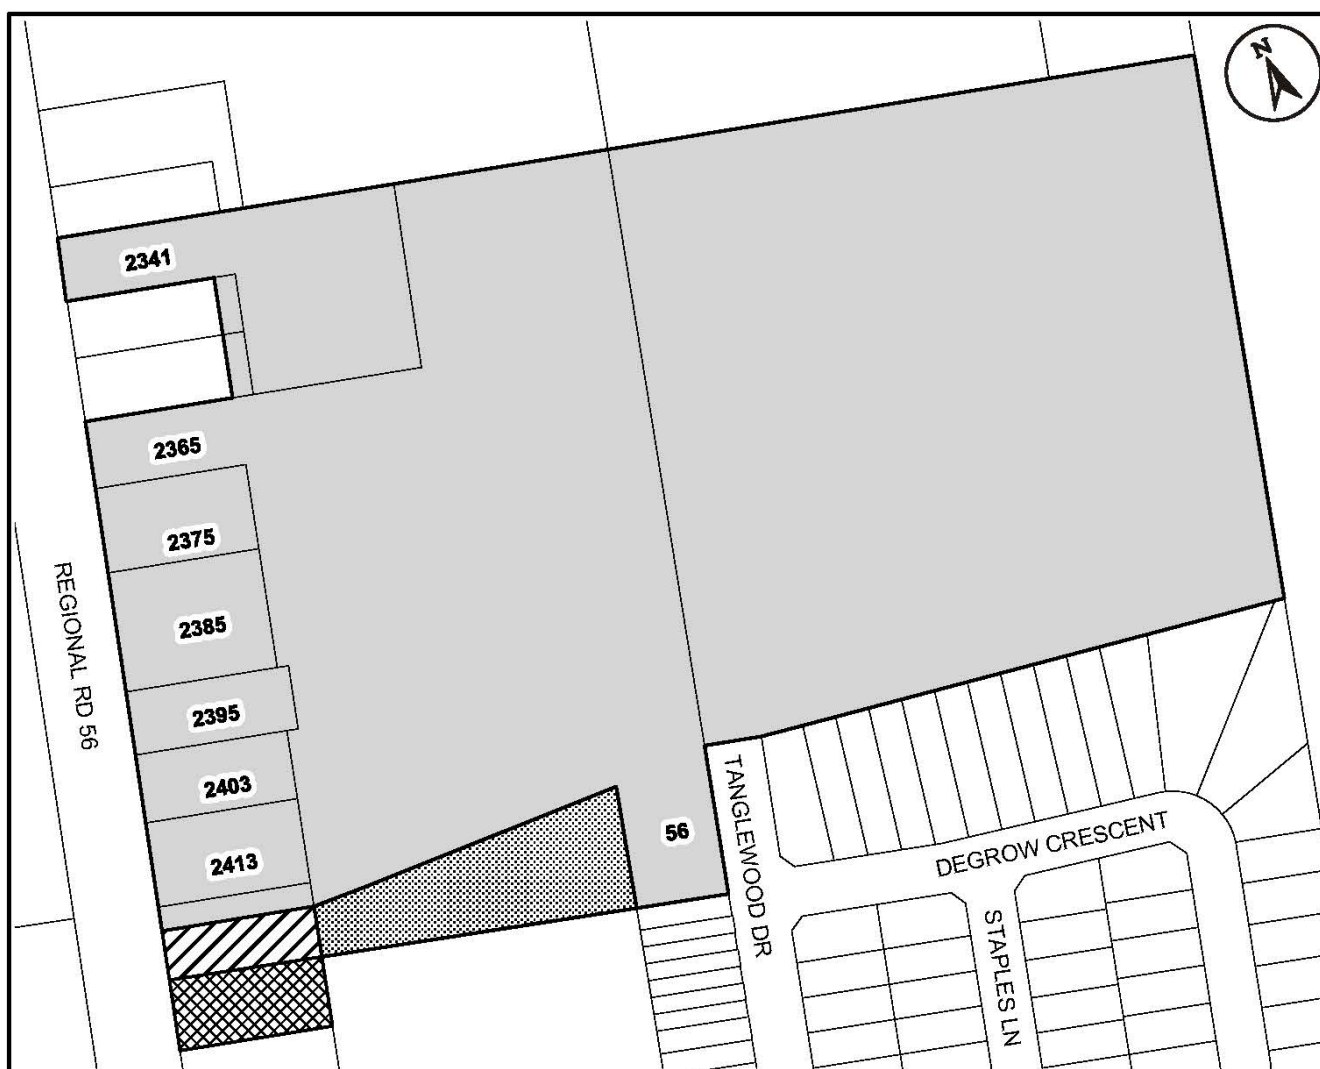 N
2341
2365
2375
2385
REGIONAL RD 56
2395
2403
2413
56
TANGLEWOOD DR
DEGROW CRESCENT
STAPLES LN